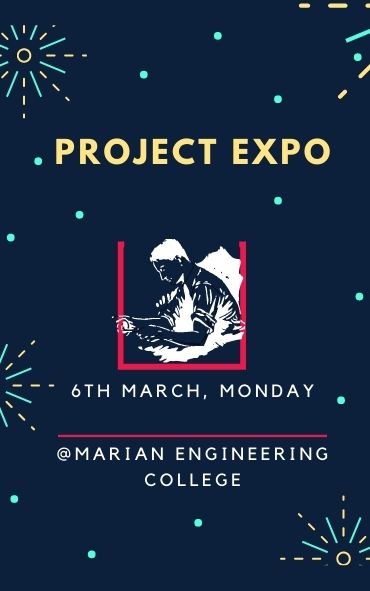 PROJECT EXPO
6TH MARCH, MONDAY
@MARIAN ENGINEERING
COLLEGE